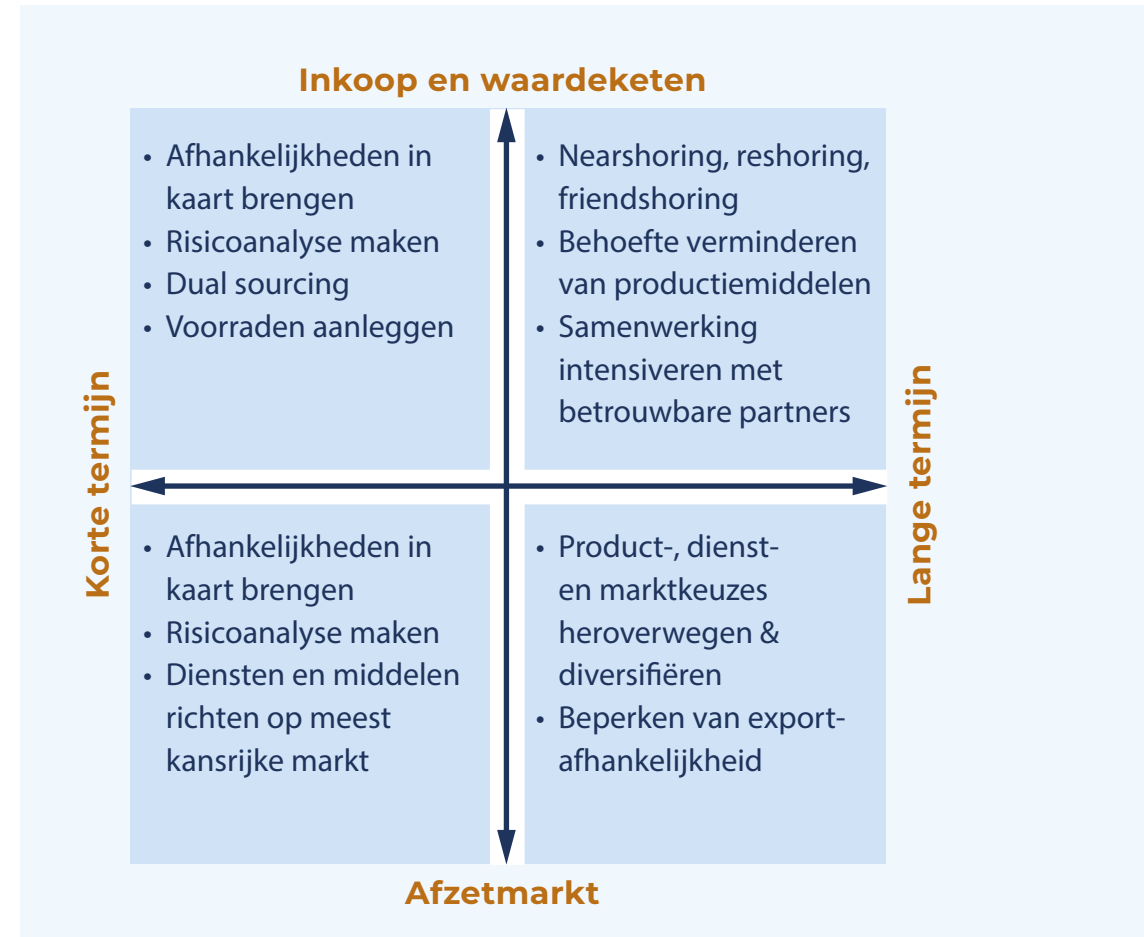 Inkoop en waardeketen
• Afhankelijkheden in
kaart brengen
• Risicoanalyse maken
• Dual sourcing
• Voorraden aanleggen
• Nearshoring, reshoring,
friendshoring
• Behoefte verminderen
van productiemiddelen
• Samenwerking
intensiveren met
betrouwbare partners
Korte termijn
Lange termijn
• Afhankelijkheden in
kaart brengen
• Risicoanalyse maken
• Diensten en middelen
richten op meest
kansrijke markt
• Product-, dienst-
en marktkeuzes
heroverwegen &
diversifiëren
• Beperken van export-
afhankelijkheid
Afzetmarkt